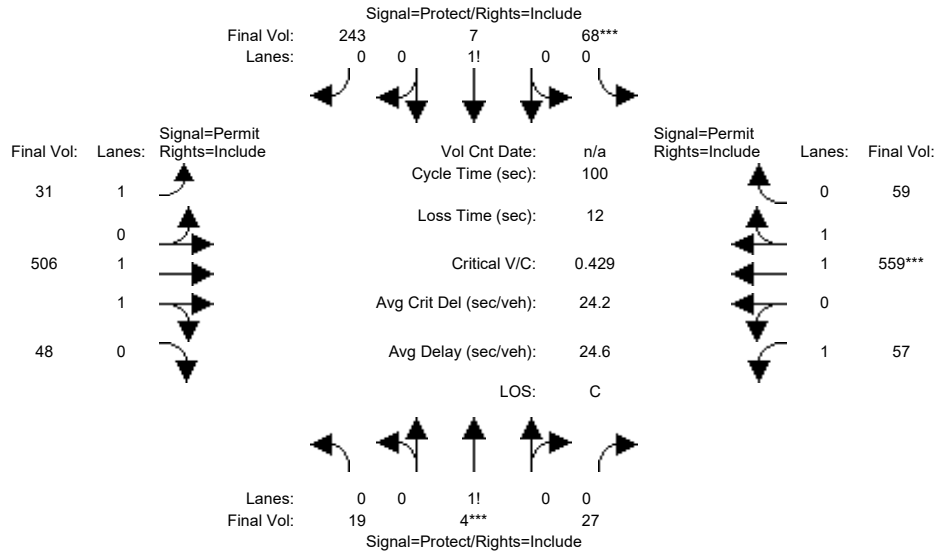 Signal=Protect/Rights=Include
Final Vol: 243 7 68***
Lanes: 0 0 1! 0 0
Signal=Permit Signal=Permit
Final Vol: Lanes: Rights=Include Vol Cnt Date: n/a Rights=Include Lanes: Final Vol:
Cycle Time (sec): 100
31 1 0 59
Loss Time (sec): 12
0 1
506 1 Critical V/C: 0.429 1 559***
1 Avg Crit Del (sec/veh): 24.2 0
48 0 Avg Delay (sec/veh): 24.6 1 57
LOS: C
Lanes: 0 0 1! 0 0
Final Vol: 19 4*** 27
Signal=Protect/Rights=Include